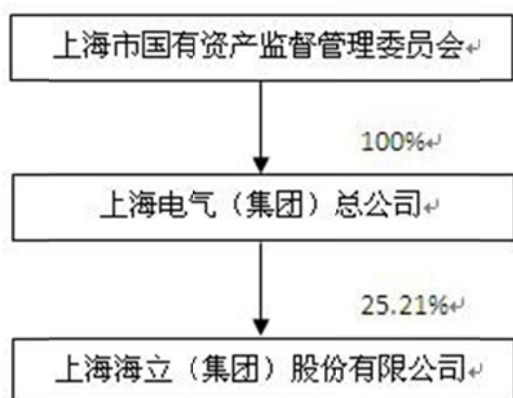 上海市国有资产监督管理委员会
100%
上海电气（集团）总公司
25.21%
上海海立（集团）股份有限公司